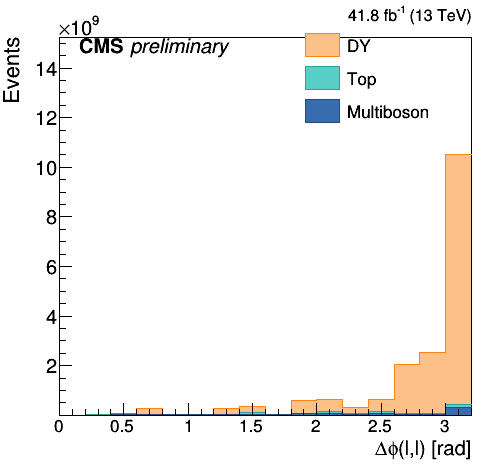 41.8 fb⁻¹ (13 TeV)
×10⁹
CMS preliminary
DY
Top
Multiboson
Events
14
12
10
8
6
4
2
0 0.5 1 1.5 2 2.5 3
Δϕ(l,l) [rad]